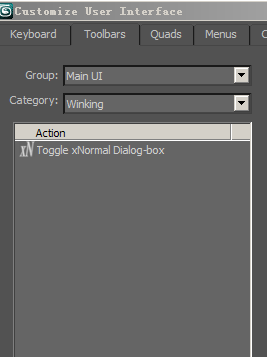 Customize User Interface
Keyboard Toolbars Quads Menus C
Group: Main UI
Category: Winking
Action
xN Toggle xNormal Dialog-box